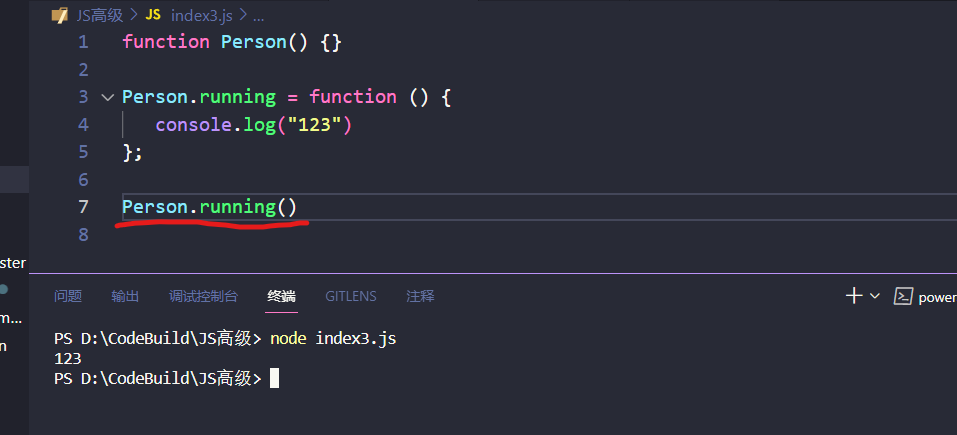 JS高级 > JS index3.js > ...
1 function Person() {}
2
3 Person.running = function () {
4 console.log("123")
5 };
6
7 Person.running()
8
ster
m...
n
问题 输出 调试控制台 终端 GITLENS 注释 power
PS D:\CodeBuild\JS高级> node index3.js
123
PS D:\CodeBuild\JS高级>